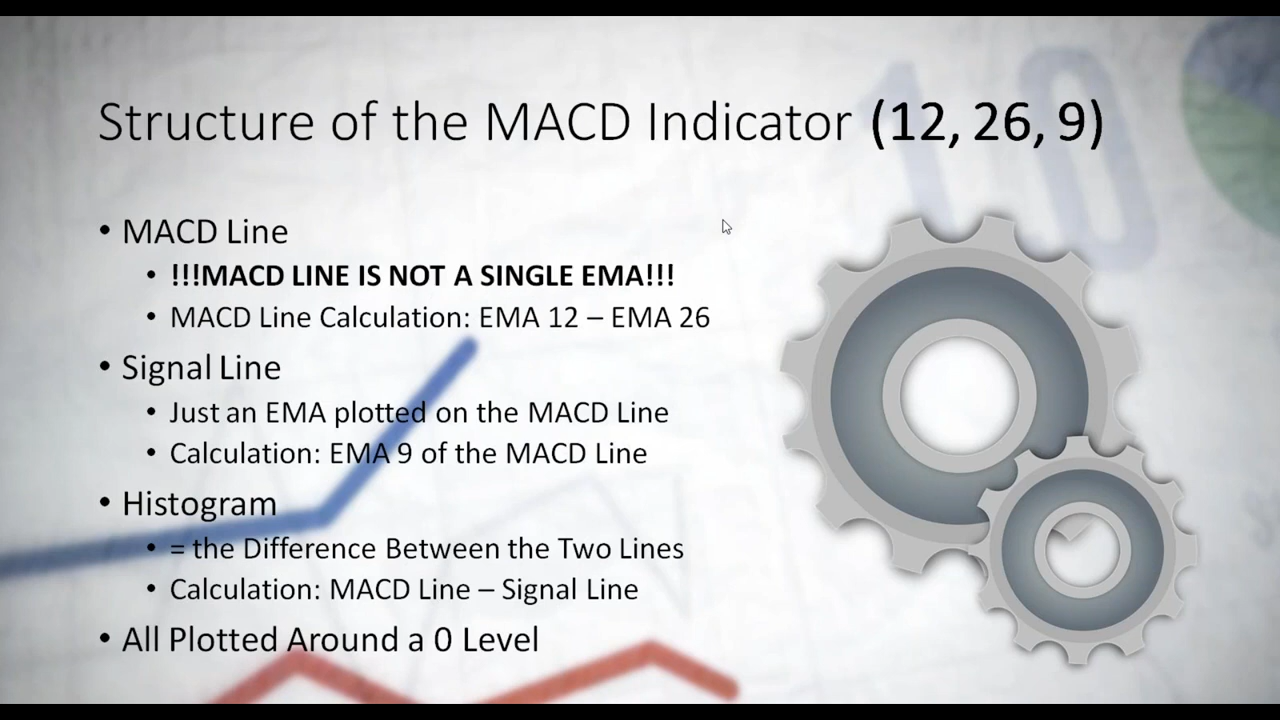 Structure of the MACD Indicator (12, 26, 9)
• MACD Line
• !!!MACD LINE IS NOT A SINGLE EMA!!!
• MACD Line Calculation: EMA 12 – EMA 26
• Signal Line
• Just an EMA plotted on the MACD Line
• Calculation: EMA 9 of the MACD Line
• Histogram
• = the Difference Between the Two Lines
• Calculation: MACD Line – Signal Line
• All Plotted Around a 0 Level
10